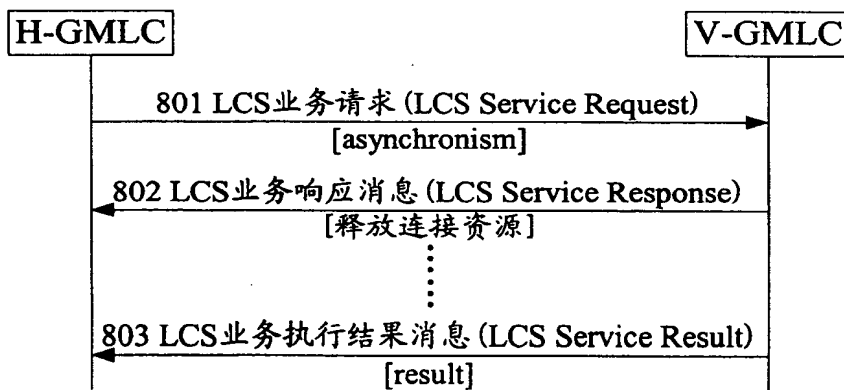 H-GMLC
V-GMLC
801 LCS业务请求(LCS Service Request)
[asynchronism]
802 LCS业务响应消息(LCS Service Response)
[释放连接资源]
803 LCS业务执行结果消息(LCS Service Result)
[result]